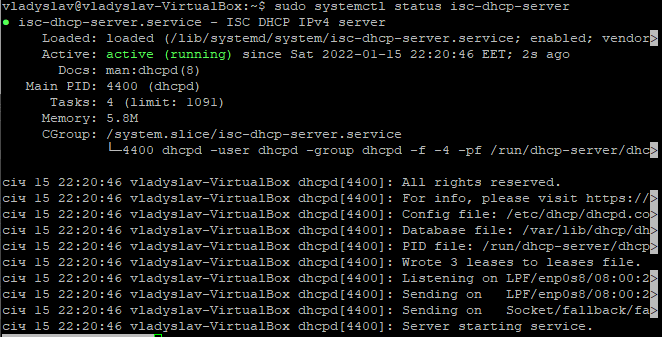 vladyslav@vladyslav-VirtualBox:~$ sudo systemctl status isc-dhcp-server
● isc-dhcp-server.service - ISC DHCP IPv4 server
Loaded: loaded (/lib/systemd/system/isc-dhcp-server.service; enabled; vendor>
Active: active (running) since Sat 2022-01-15 22:20:46 EET; 2s ago
Docs: man:dhcpd(8)
Main PID: 4400 (dhcpd)
Tasks: 4 (limit: 1091)
Memory: 5.8M
CGroup: /system.slice/isc-dhcp-server.service
└─4400 dhcpd -user dhcpd -group dhcpd -f -4 -pf /run/dhcp-server/dhc>
січ 15 22:20:46 vladyslav-VirtualBox dhcpd[4400]: All rights reserved.
січ 15 22:20:46 vladyslav-VirtualBox dhcpd[4400]: For info, please visit https://>
січ 15 22:20:46 vladyslav-VirtualBox dhcpd[4400]: Config file: /etc/dhcp/dhcpd.co>
січ 15 22:20:46 vladyslav-VirtualBox dhcpd[4400]: Database file: /var/lib/dhcp/dh>
січ 15 22:20:46 vladyslav-VirtualBox dhcpd[4400]: PID file: /run/dhcp-server/dhcp>
січ 15 22:20:46 vladyslav-VirtualBox dhcpd[4400]: Wrote 3 leases to leases file.
січ 15 22:20:46 vladyslav-VirtualBox dhcpd[4400]: Listening on LPF/enp0s8/08:00:2>
січ 15 22:20:46 vladyslav-VirtualBox dhcpd[4400]: Sending on   LPF/enp0s8/08:00:2>
січ 15 22:20:46 vladyslav-VirtualBox dhcpd[4400]: Sending on   Socket/fallback/fa>
січ 15 22:20:46 vladyslav-VirtualBox dhcpd[4400]: Server starting service.